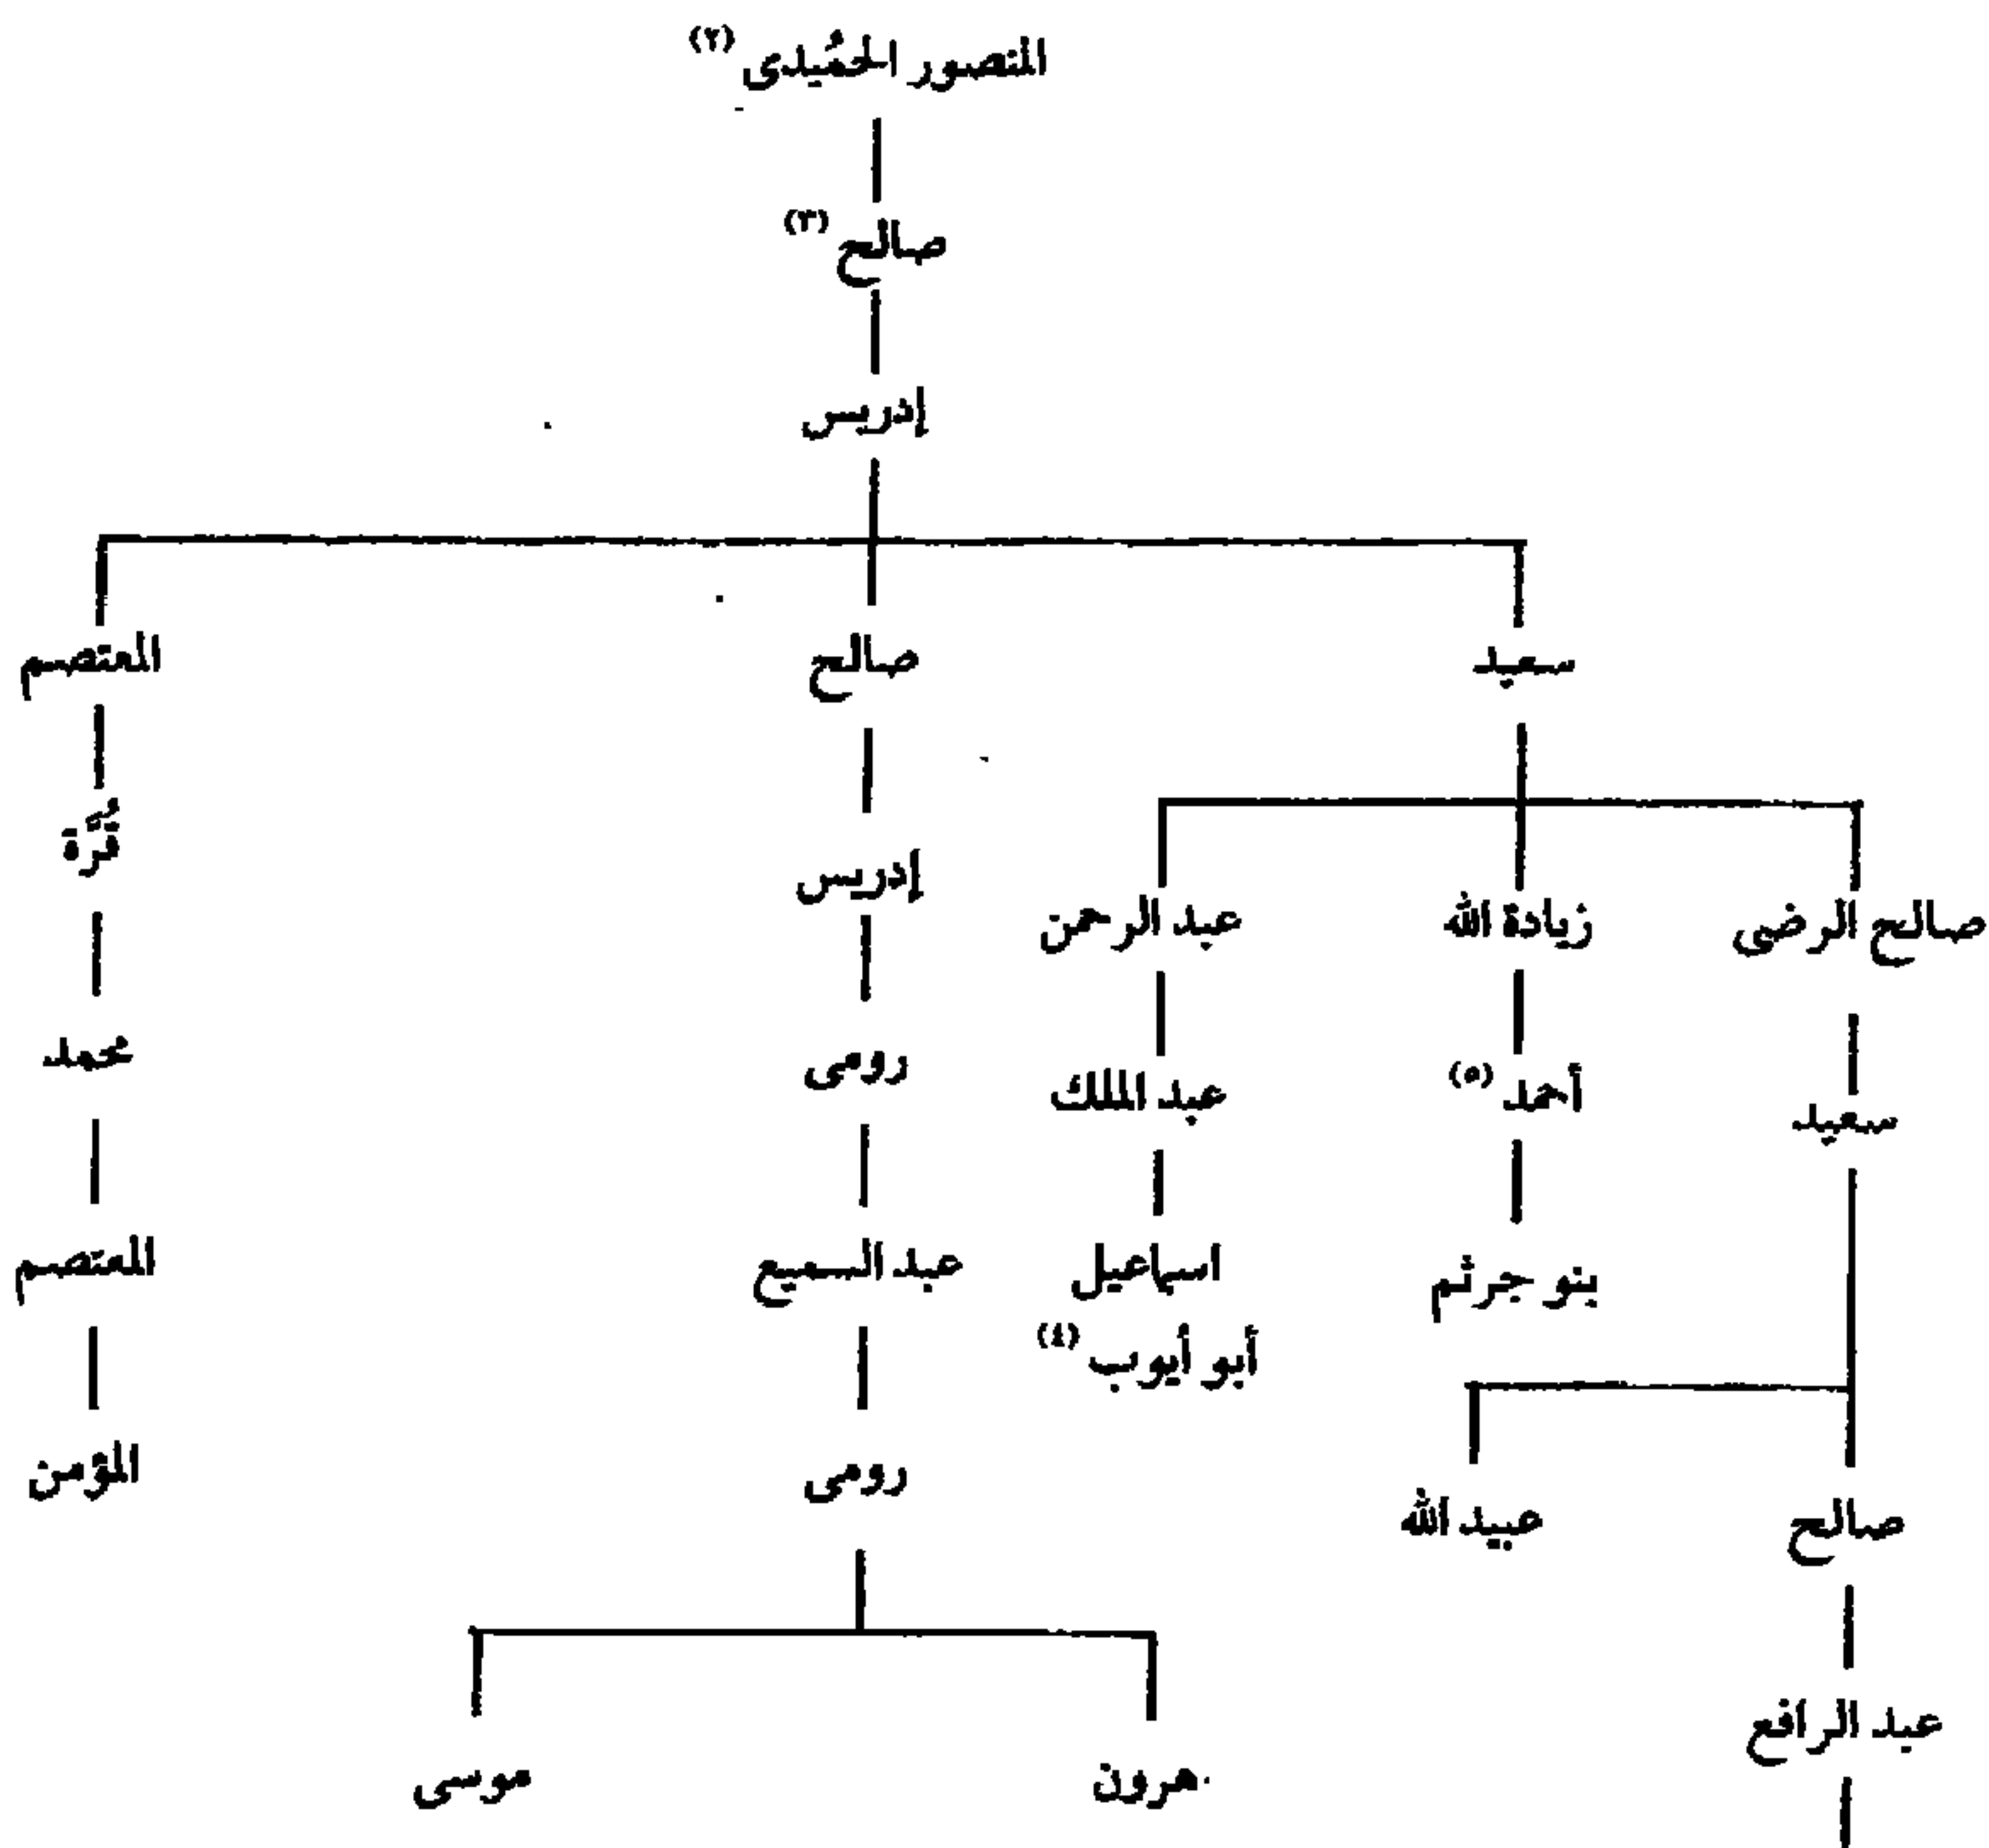 المنصور الحميدى (٢)
صالح (٣)
إدريس
سعيد
صالح
المعتصم
صالح الرضى
زيادة الله
عبد الرحمن
إدريس
قرّة
سعيد
أحمد (٥)
عبد الملك
رومى
محمد
بنو جرثم
اسماعيل
أبو أيوب (٤)
عبد السميع
المعتصم
صالح
عبيد الله
رومى
المؤمن
عبد الرافع
هرون
موسى